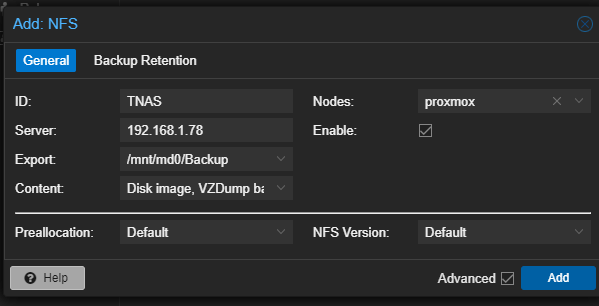 Add: NFS
General Backup Retention
ID: TNAS Nodes: proxmox
Server: 192.168.1.78 Enable:
Export: /mnt/md0/Backup
Content: Disk image, VZDump ba
Preallocation: Default NFS Version: Default
Help Advanced Add